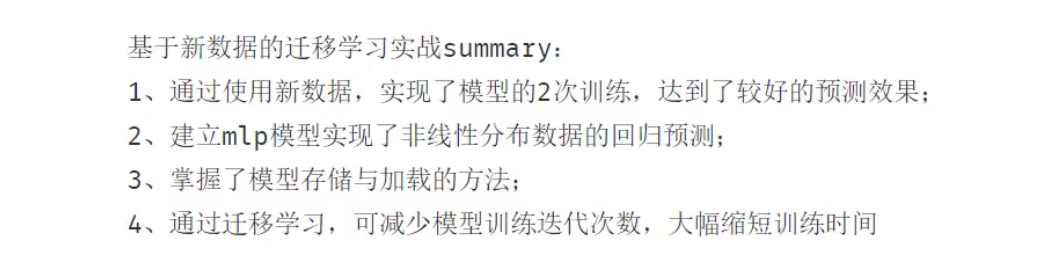 基于新数据的迁移学习实战summary：
1、通过使用新数据，实现了模型的2次训练，达到了较好的预测效果；
2、建立mlp模型实现了非线性分布数据的回归预测；
3、掌握了模型存储与加载的方法；
4、通过迁移学习，可减少模型训练迭代次数，大幅缩短训练时间